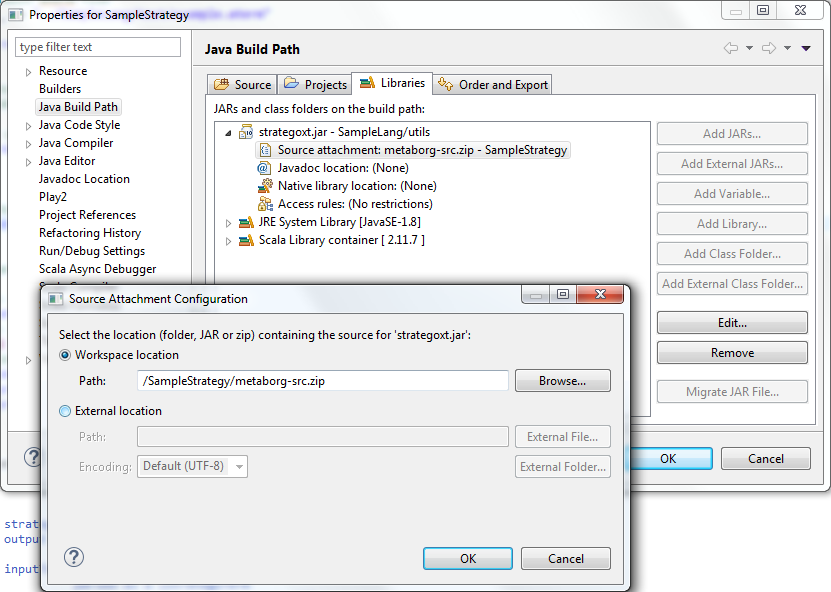 Properties for SampleStrategy
type filter text
Resource
Builders
Java Build Path
Java Code Style
Java Compiler
Java Editor
Javadoc Location
Play2
Project References
Refactoring History
Run/Debug Settings
Scala Async Debugger
Java Build Path
Source
Projects
Libraries
Order and Export
JARs and class folders on the build path:
strategoxt.jar - SampleLang/utils
Source attachment: metaborg-src.zip - SampleStrategy
Javadoc location: (None)
Native library location: (None)
Access rules: (No restrictions)
JRE System Library [JavaSE-1.8]
Scala Library container [ 2.11.7 ]
Add JARs...
Add External JARs...
Add Variable...
Add Library...
Add Class Folder...
Add External Class Folder...
Edit...
Remove
Migrate JAR File...
OK
Cancel
Source Attachment Configuration
Select the location (folder, JAR or zip) containing the source for 'strategoxt.jar':
Workspace location
Path:
/SampleStrategy/metaborg-src.zip
Browse...
External location
Path:
External File...
Encoding:
Default (UTF-8)
External Folder...
OK
Cancel
strate
output
input